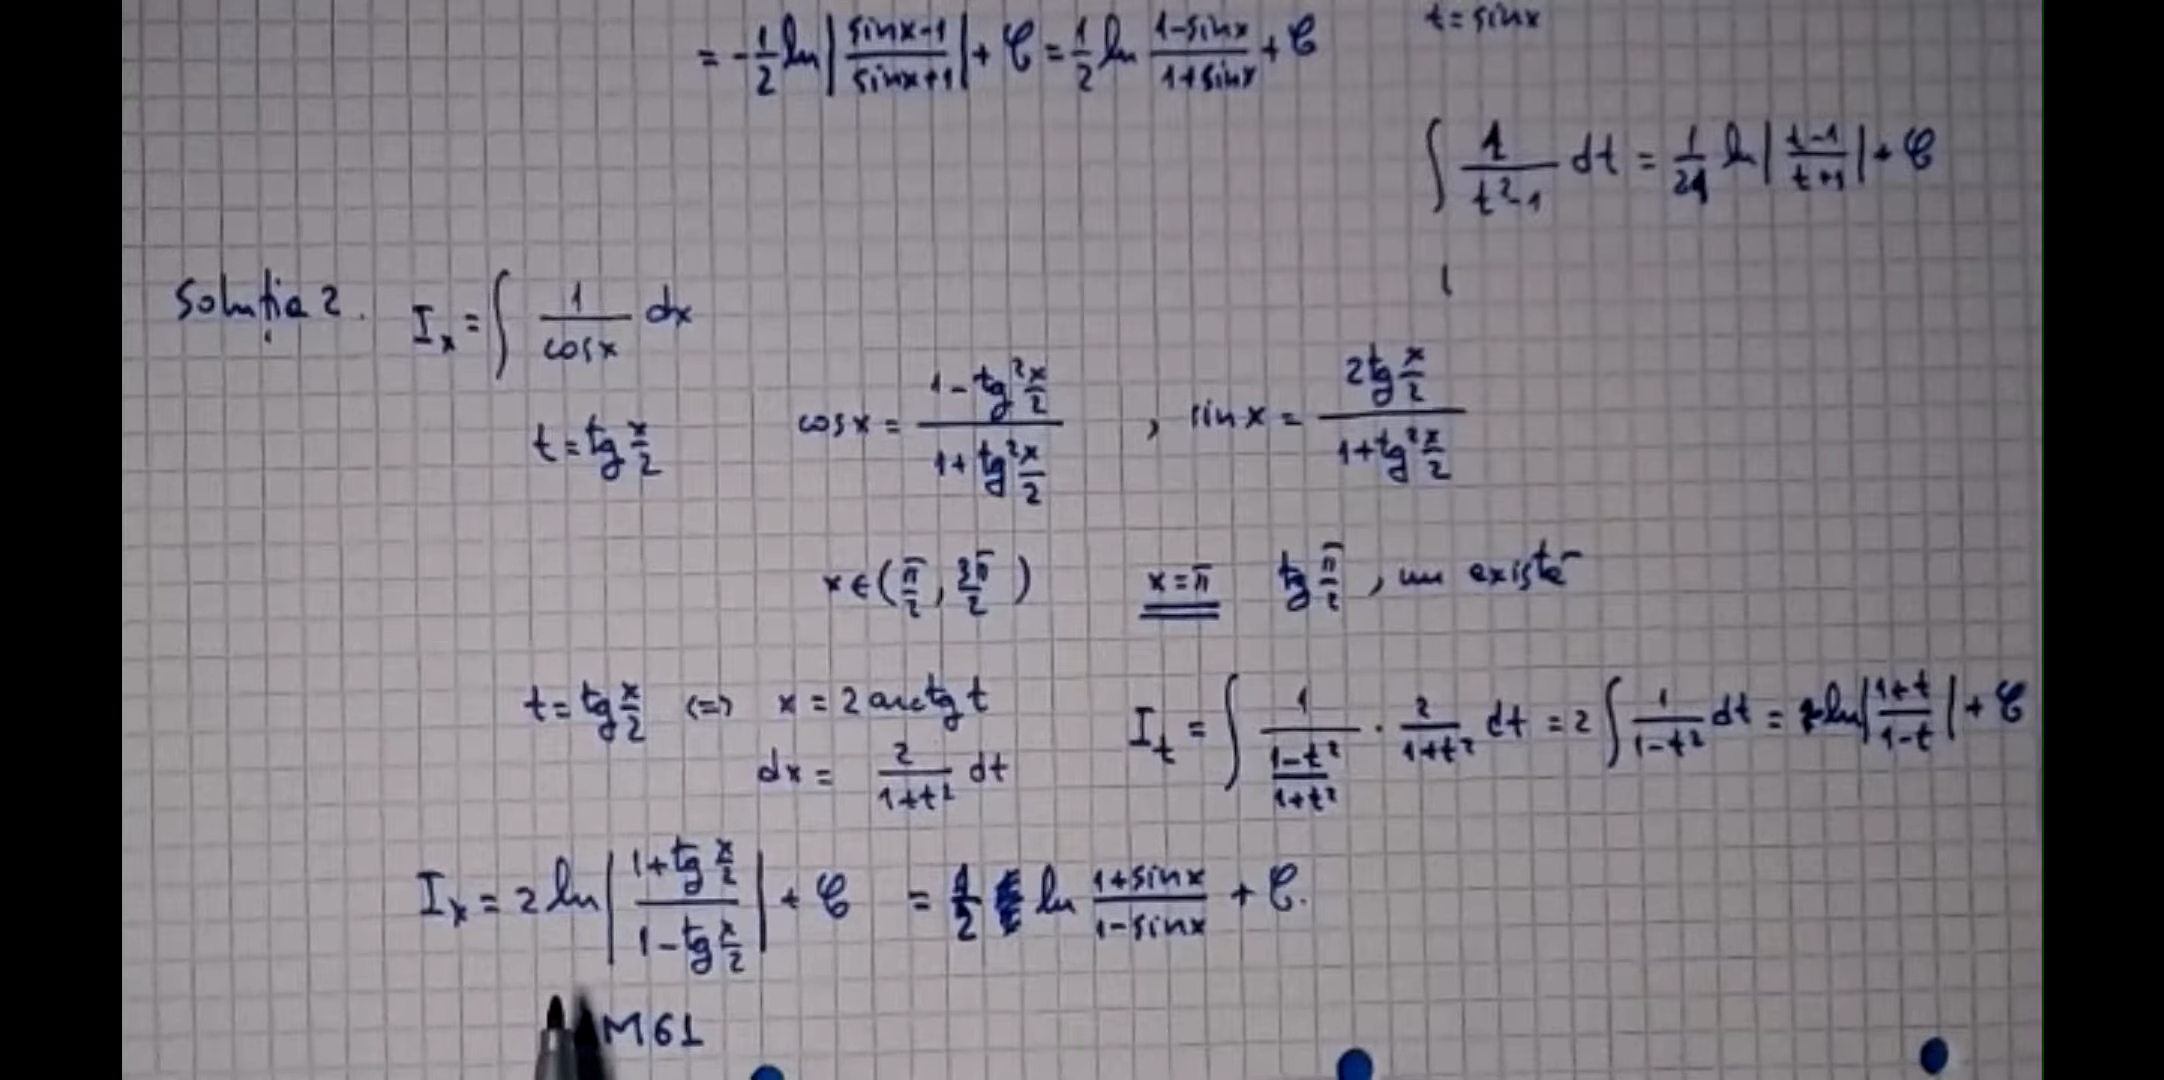 = -1/2 ln |(sinx-1)/(sinx+1)| + C = 1/2 ln (1-sinx)/(1+sinx) + C
t = sinx
∫ 1/(t²-1) dt = 1/(2·1) ln |(t-1)/(t+1)| + C
Soluția 2. I_x = ∫ 1/cosx dx
t = tg x/2 cosx = (1-tg² x/2)/(1+tg² x/2) , sinx = (2tg x/2)/(1+tg² x/2)
x ∈ (π/2, 3π/2) x = π tg π/2 , nu există
t = tg x/2 <=> x = 2 arctg t I_t = ∫ 1/((1-t²)/(1+t²)) · 2/(1+t²) dt = 2 ∫ 1/(1-t²) dt = ln |(1+t)/(1-t)| + C
dx = 2/(1+t²) dt
I_x = 2 ln |(1+tg x/2)/(1-tg x/2)| + C = 1/2 ln (1+sinx)/(1-sinx) + C.
M61